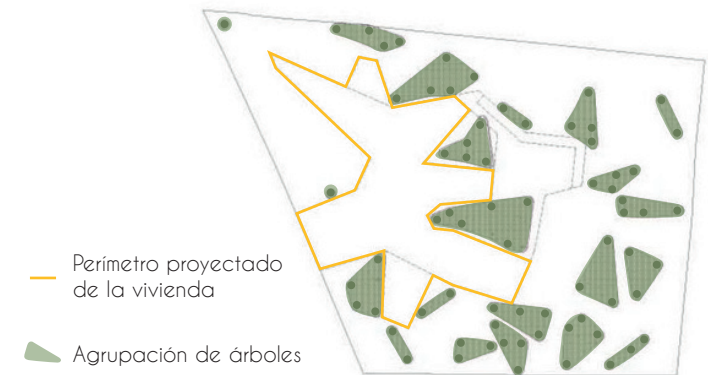 Perímetro proyectado
de la vivienda
Agrupación de árboles